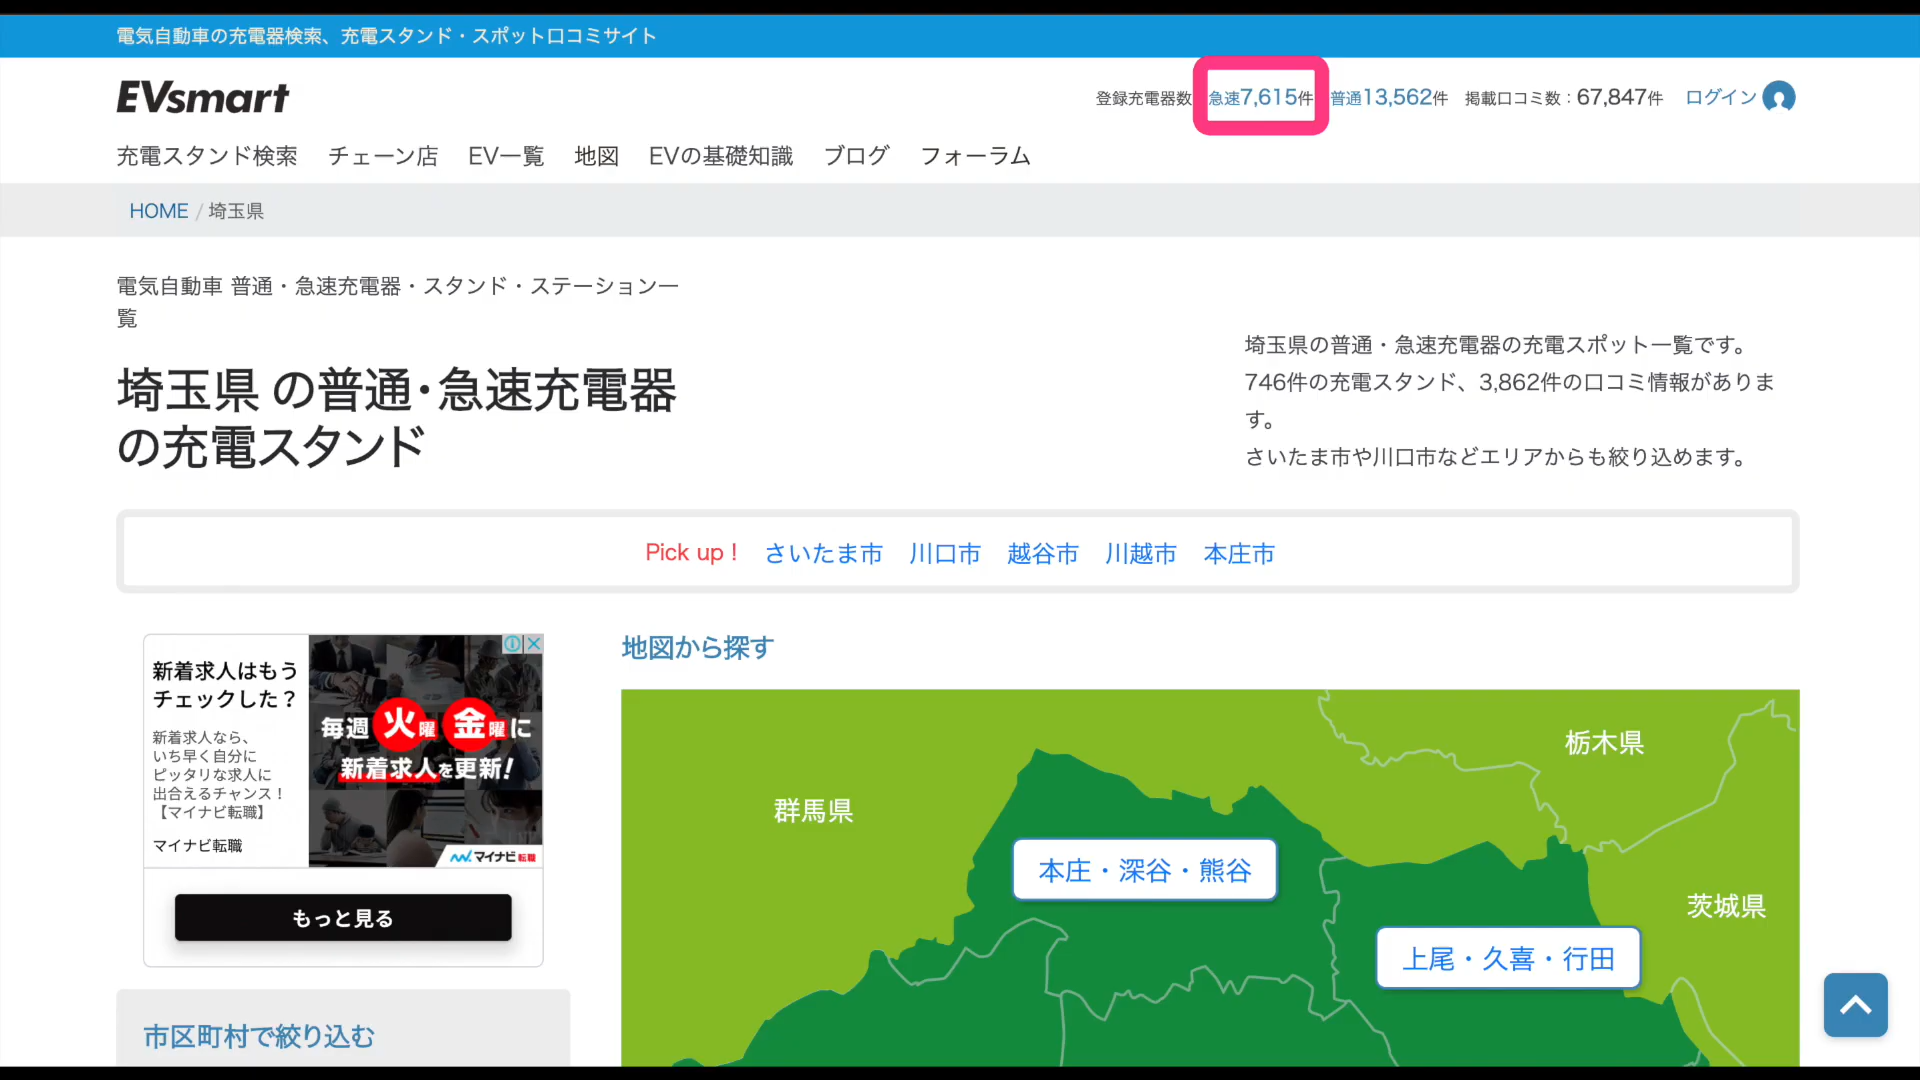 電気自動車の充電器検索、充電スタンド・スポット口コミサイト
EVsmart
登録充電器数 急速7,615件 普通13,562件 掲載口コミ数：67,847件 ログイン
充電スタンド検索 チェーン店 EV一覧 地図 EVの基礎知識 ブログ フォーラム
HOME / 埼玉県
電気自動車 普通・急速充電器・スタンド・ステーション一
覧
埼玉県 の普通・急速充電器
の充電スタンド
埼玉県の普通・急速充電器の充電スポット一覧です。
746件の充電スタンド、3,862件の口コミ情報がありま
す。
さいたま市や川口市などエリアからも絞り込めます。
Pick up！ さいたま市 川口市 越谷市 川越市 本庄市
新着求人はもう
チェックした？
新着求人なら、
いち早く自分に
ピッタリな求人に
出合えるチャンス！
【マイナビ転職】
マイナビ転職
毎週火曜金曜に
新着求人を更新!
マイナビ転職
もっと見る
市区町村で絞り込む
地図から探す
栃木県
群馬県
本庄・深谷・熊谷
茨城県
上尾・久喜・行田